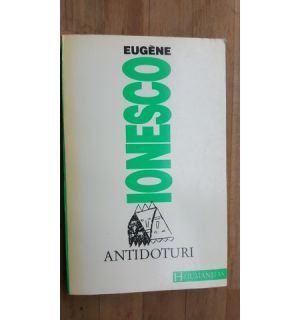 EUGÈNE
IONESCO
ANTIDOTURI
HUMANITAS